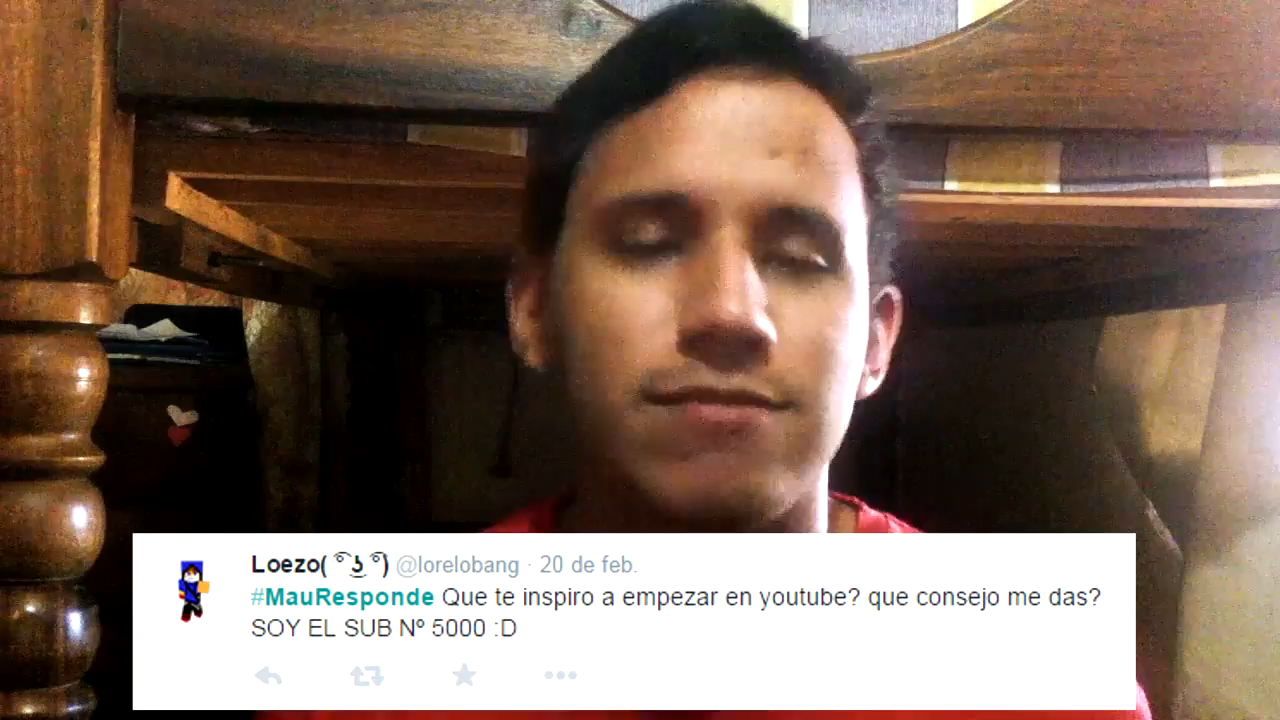 Loezo( ͡° ͜ʖ ͡°) @lorelobang · 20 de feb.
#MauResponde Que te inspiro a empezar en youtube? que consejo me das?
SOY EL SUB Nº 5000 :D